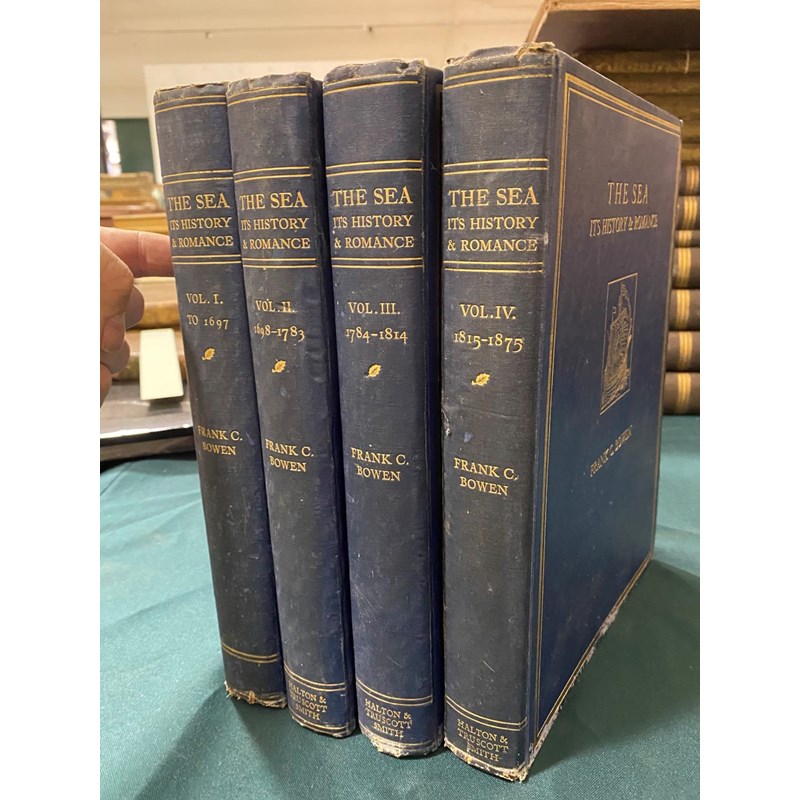 THE SEA
ITS HISTORY
& ROMANCE
VOL. I.
TO 1697
FRANK C.
BOWEN
THE SEA
ITS HISTORY
& ROMANCE
VOL. II.
1698-1783
FRANK C.
BOWEN
THE SEA
ITS HISTORY
& ROMANCE
VOL. III.
1784-1814
FRANK C.
BOWEN
HALTON &
TRUSCOTT
SMITH
THE SEA
ITS HISTORY
& ROMANCE
VOL. IV.
1815-1875
FRANK C.
BOWEN
HALTON &
TRUSCOTT
SMITH
THE SEA
ITS HISTORY & ROMANCE
FRANK C. BOWEN
HALTON &
TRUSCOTT
SMITH